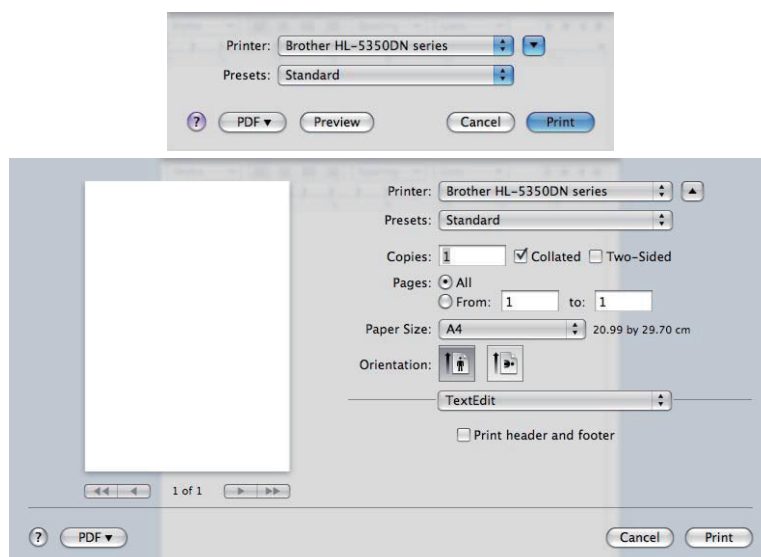 Printer: Brother HL-5350DN series
Presets: Standard
? PDF▼ Preview Cancel Print
Printer: Brother HL-5350DN series
Presets: Standard
Copies: 1 Collated Two-Sided
Pages: All
From: 1 to: 1
Paper Size: A4 20.99 by 29.70 cm
Orientation:
TextEdit
Print header and footer
1 of 1
? PDF▼ Cancel Print